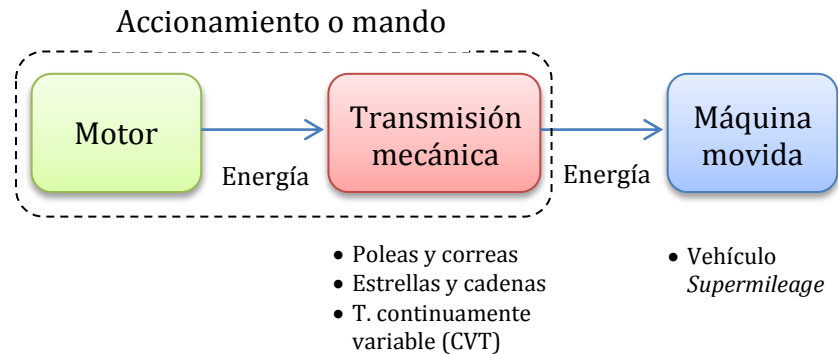 Accionamiento o mando
Motor
Energía
Transmisión
mecánica
Energía
Máquina
movida
• Poleas y correas
• Estrellas y cadenas
• T. continuamente
variable (CVT)
• Vehículo
Supermileage